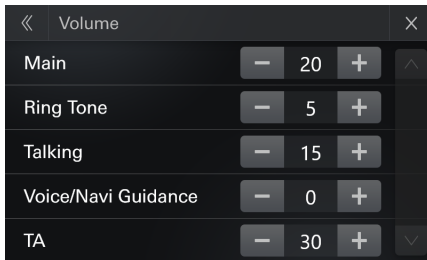 Volume
Main 20
Ring Tone 5
Talking 15
Voice/Navi Guidance 0
TA 30